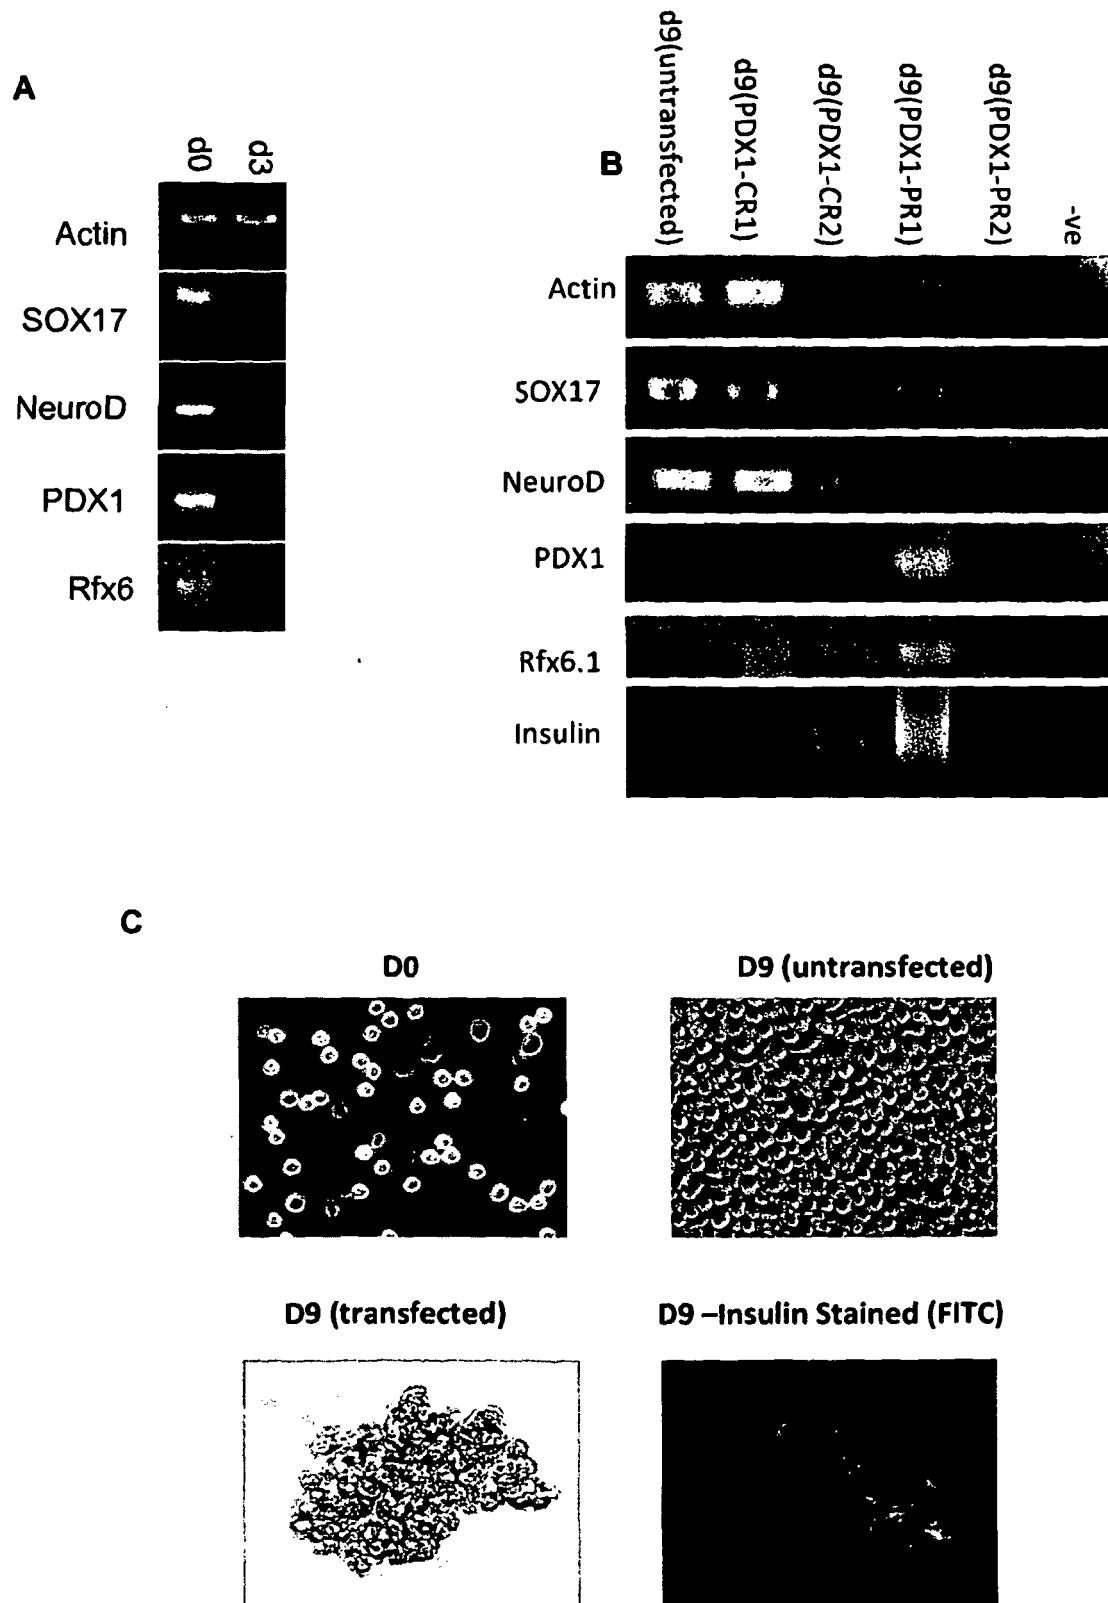 A
d0
d3
Actin
SOX17
NeuroD
PDX1
Rfx6
B
d9(untransfected)
d9(PDX1-CR1)
d9(PDX1-CR2)
d9(PDX1-PR1)
d9(PDX1-PR2)
-ve
Actin
SOX17
NeuroD
PDX1
Rfx6.1
Insulin
C
D0
D9 (untransfected)
D9 (transfected)
D9 –Insulin Stained (FITC)